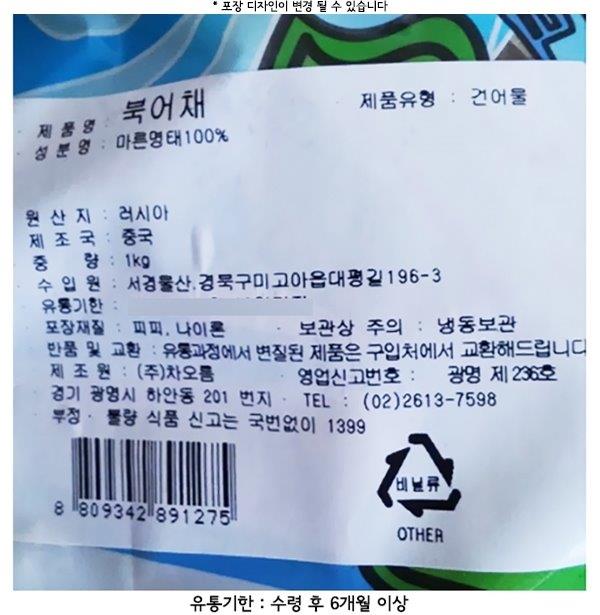 * 포장 디자인이 변경 될 수 있습니다
제품명 : 북어채 제품유형 : 건어물
성분명 : 마른명태100%
원산지 : 러시아
제조국 : 중국
중량 : 1kg
수입원 : 서경물산.경북구미고아읍대평길196-3
유통기한 :
포장재질 : 피피. 나이론 · 보관상 주의 : 냉동보관
반품 및 교환 : 유통과정에서 변질된 제품은 구입처에서 교환해드립니다
제조원 : (주)차오름 · 영업신고번호 : 광명 제236호
경기 광명시 하안동 201 번지 · TEL : (02)2613-7598
부정 · 불량 식품 신고는 국번없이 1399
8 809342 891275
비닐류
OTHER
유통기한 : 수령 후 6개월 이상